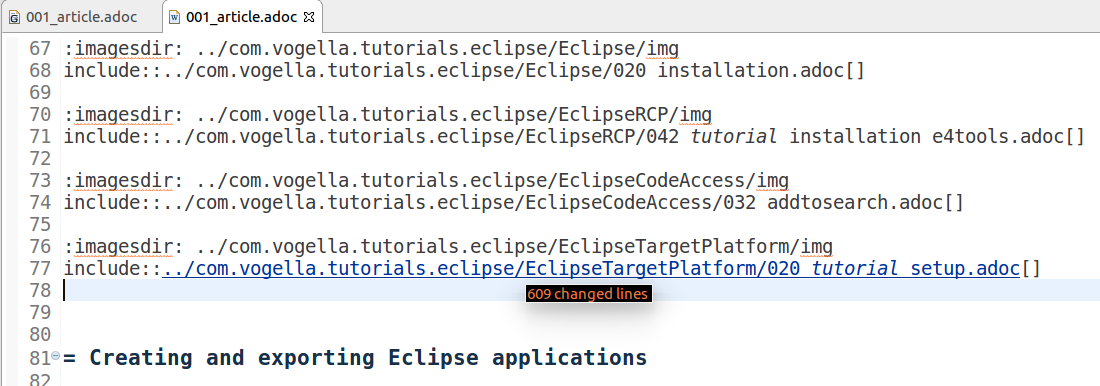 001_article.adoc 001_article.adoc
67 :imagesdir: ../com.vogella.tutorials.eclipse/Eclipse/img
68 include::../com.vogella.tutorials.eclipse/Eclipse/020 installation.adoc[]
69
70 :imagesdir: ../com.vogella.tutorials.eclipse/EclipseRCP/img
71 include::../com.vogella.tutorials.eclipse/EclipseRCP/042 tutorial installation e4tools.adoc[]
72
73 :imagesdir: ../com.vogella.tutorials.eclipse/EclipseCodeAccess/img
74 include::../com.vogella.tutorials.eclipse/EclipseCodeAccess/032 addtosearch.adoc[]
75
76 :imagesdir: ../com.vogella.tutorials.eclipse/EclipseTargetPlatform/img
77 include::../com.vogella.tutorials.eclipse/EclipseTargetPlatform/020 tutorial setup.adoc[]
78
609 changed lines
79
80
81 = Creating and exporting Eclipse applications
82